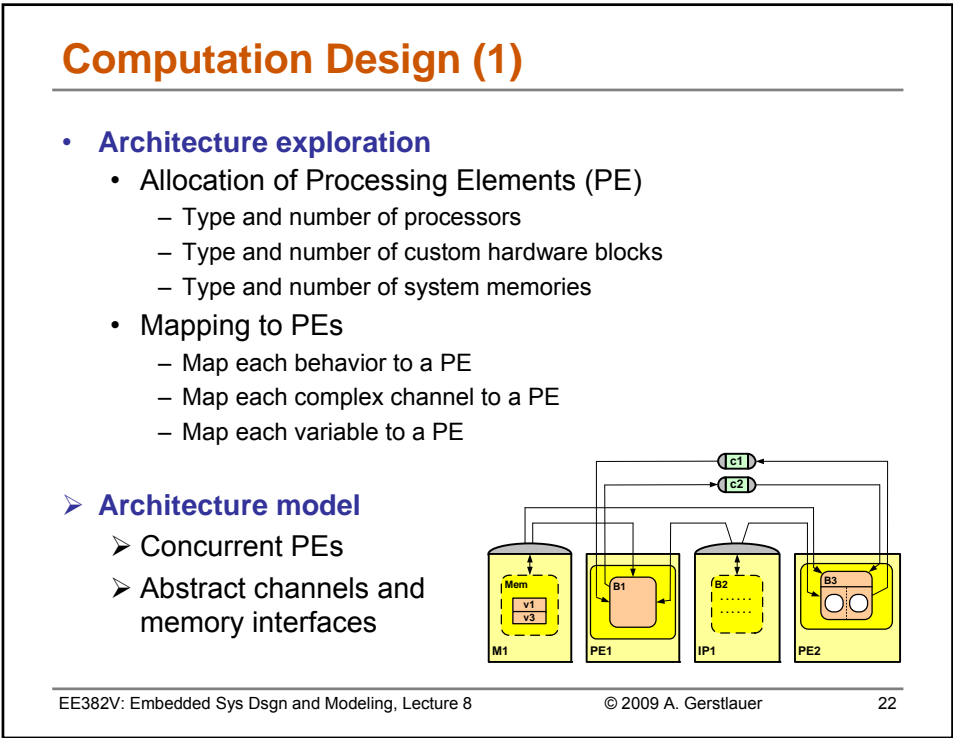 Computation Design (1)
• Architecture exploration
• Allocation of Processing Elements (PE)
– Type and number of processors
– Type and number of custom hardware blocks
– Type and number of system memories
• Mapping to PEs
– Map each behavior to a PE
– Map each complex channel to a PE
– Map each variable to a PE
➢ Architecture model
➢ Concurrent PEs
➢ Abstract channels and
memory interfaces
c1
c2
Mem
v1
v3
M1
B1
PE1
B2
IP1
B3
PE2
EE382V: Embedded Sys Dsgn and Modeling, Lecture 8
© 2009 A. Gerstlauer
22